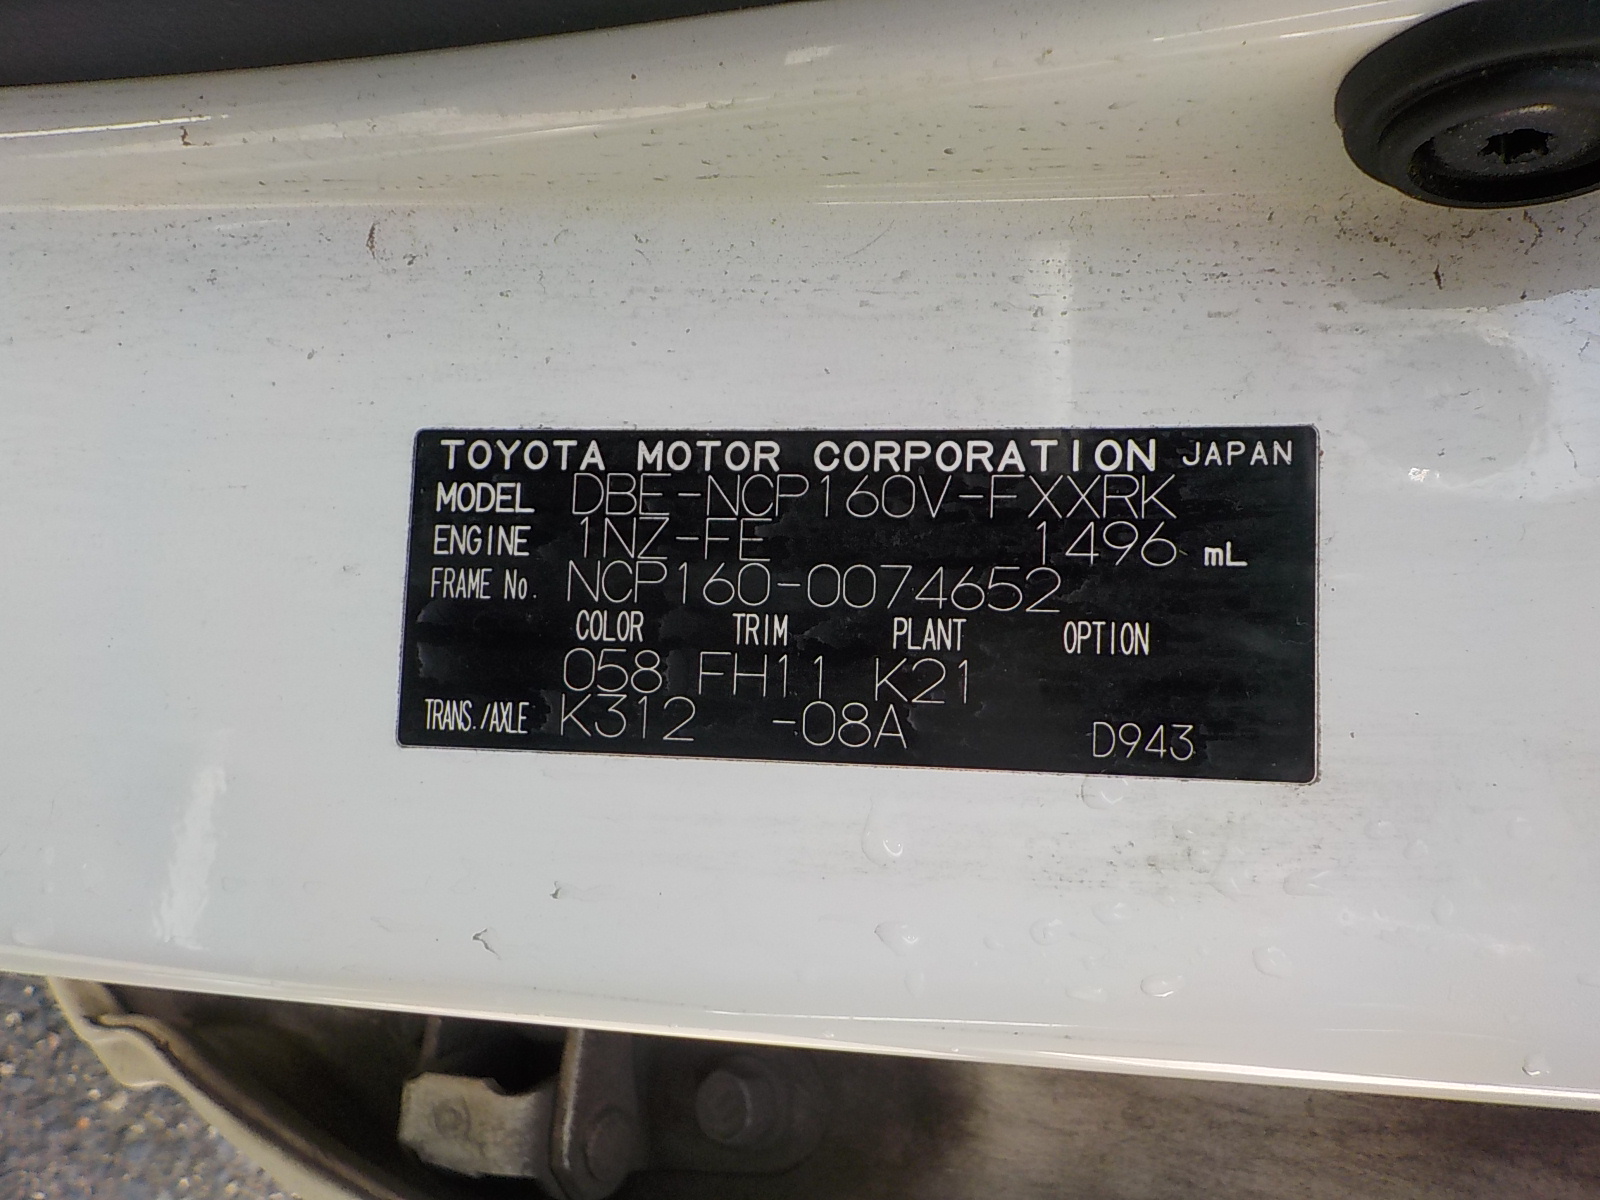 TOYOTA MOTOR CORPORATION JAPAN
MODEL DBE-NCP160V-FXXRK
ENGINE 1NZ-FE 1496 mL
FRAME No. NCP160-0074652
COLOR TRIM PLANT OPTION
058 FH11 K21
TRANS./AXLE K312 -08A D943